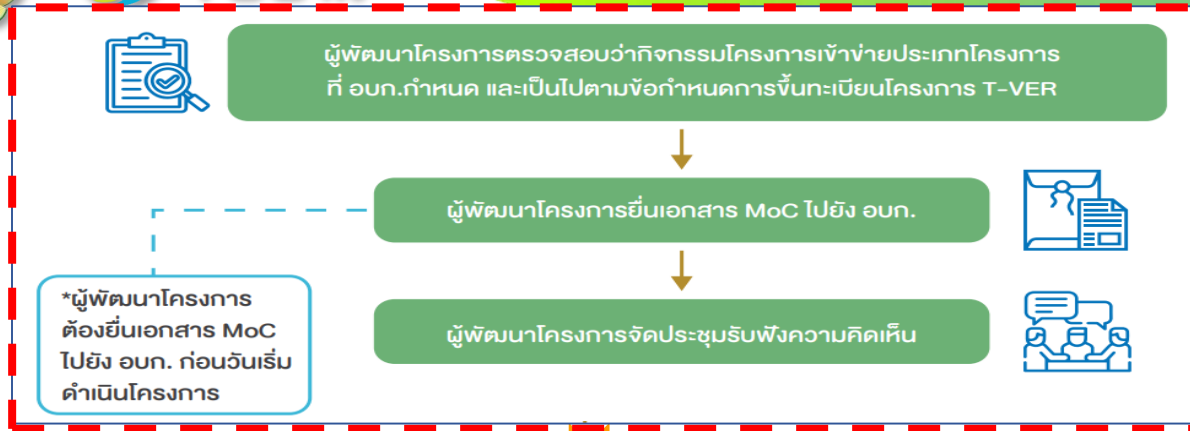 ผู้พัฒนาโครงการตรวจสอบว่ากิจกรรมโครงการเข้าข่ายประเภทโครงการ
ที่ อบก.กำหนด และเป็นไปตามข้อกำหนดการขึ้นทะเบียนโครงการ T-VER
ผู้พัฒนาโครงการยื่นเอกสาร MoC ไปยัง อบก.
*ผู้พัฒนาโครงการ
ต้องยื่นเอกสาร MoC
ไปยัง อบก. ก่อนวันเริ่ม
ดำเนินโครงการ
ผู้พัฒนาโครงการจัดประชุมรับฟังความคิดเห็น